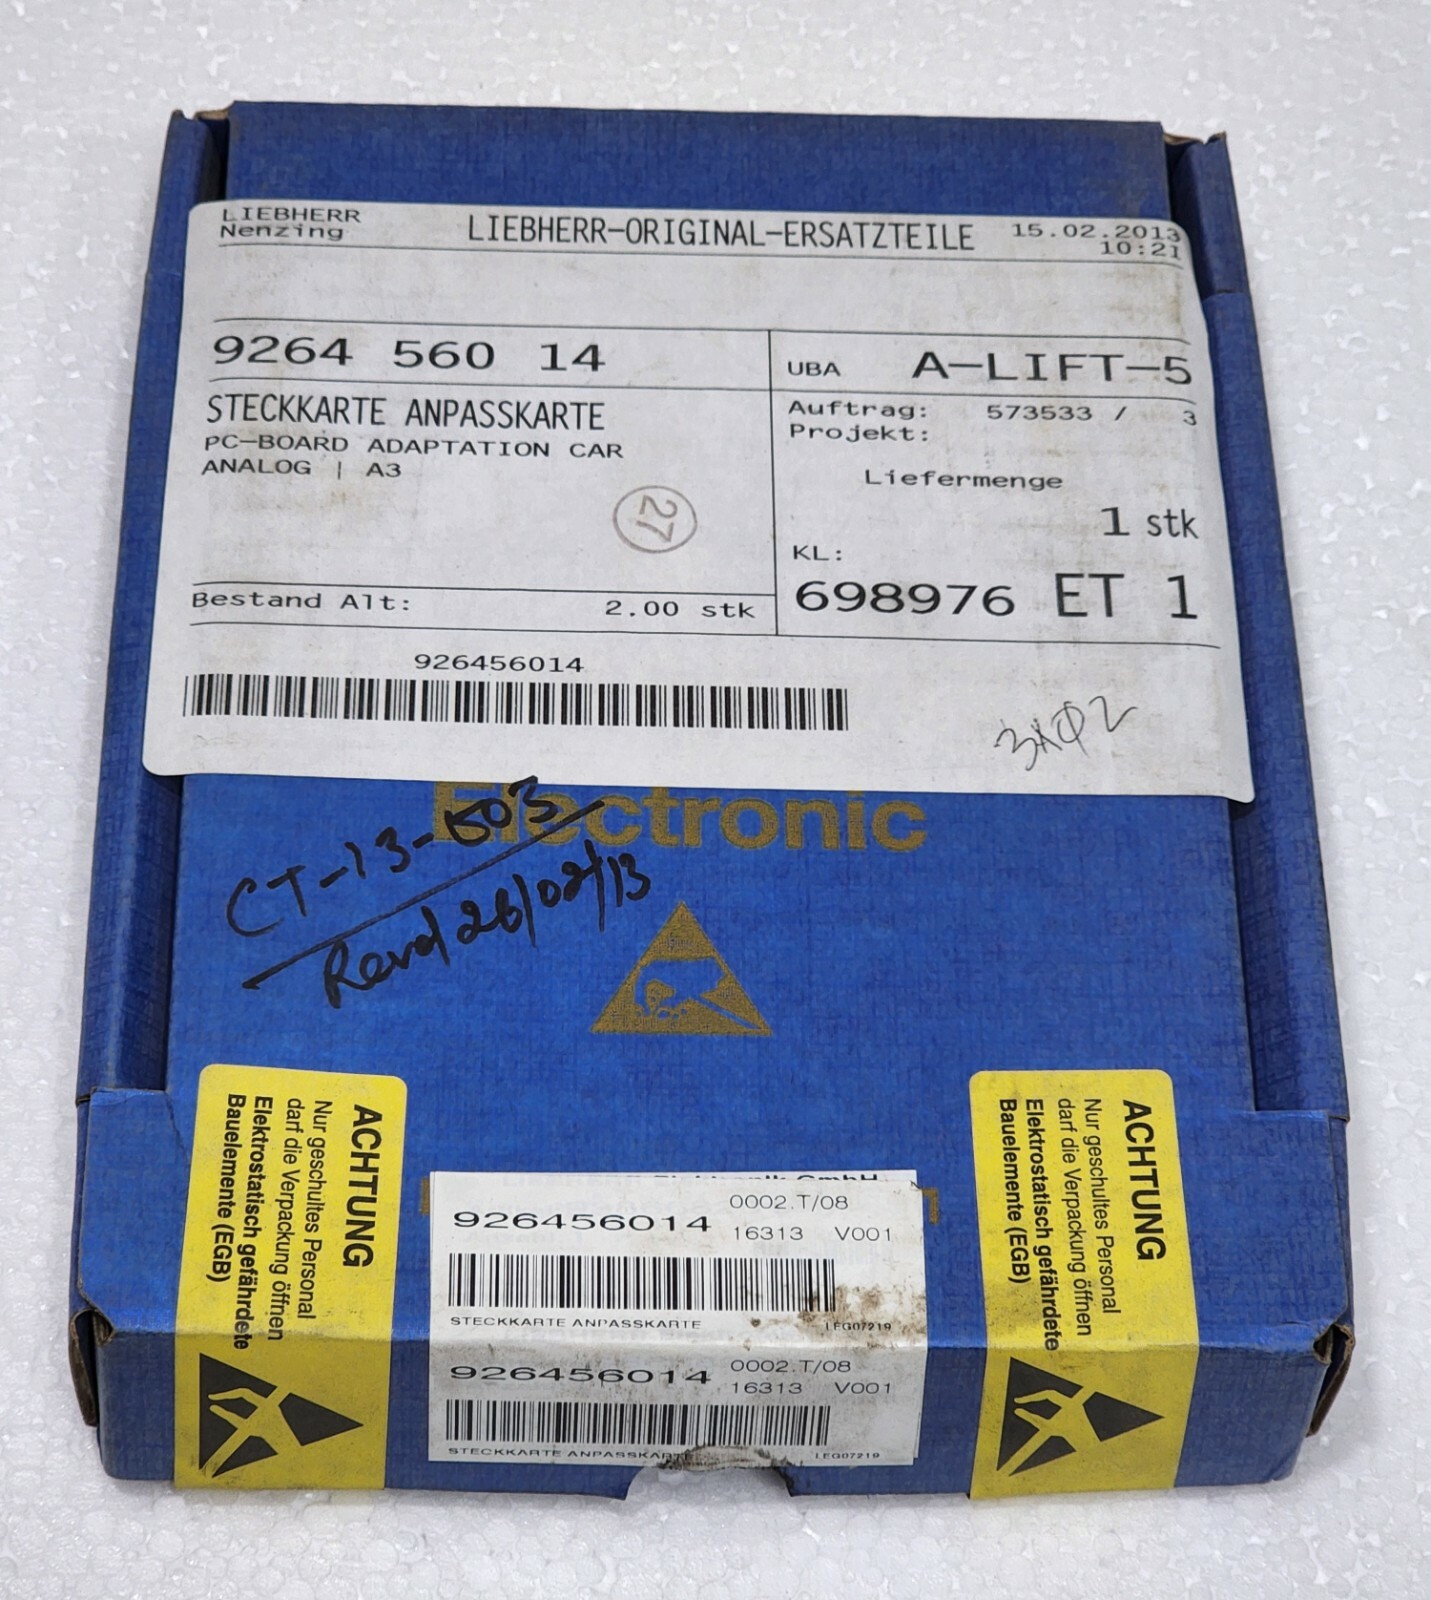 LIEBHERR
Nenzing
LIEBHERR-ORIGINAL-ERSATZTEILE
15.02.2013
10:21
9264 560 14
UBA A-LIFT-5
STECKKARTE ANPASSKARTE
PC-BOARD ADAPTATION CAR
ANALOG | A3
Auftrag: 573533 / 3
Projekt:
Liefermenge
1 stk
27
KL:
698976 ET 1
Bestand Alt: 2.00 stk
926456014
Electronic
CT-13-603
Recvd 26/02/13
ACHTUNG
Nur geschultes Personal
darf die Verpackung öffnen
Elektrostatisch gefährdete
Bauelemente (EGB)
ACHTUNG
Nur geschultes Personal
darf die Verpackung öffnen
Elektrostatisch gefährdete
Bauelemente (EGB)
GmbH
926456014
0002.T/08
16313 V001
STECKKARTE ANPASSKARTE
LEG07219
926456014
0002.T/08
16313 V001
STECKKARTE ANPASSKARTE
LEG07219